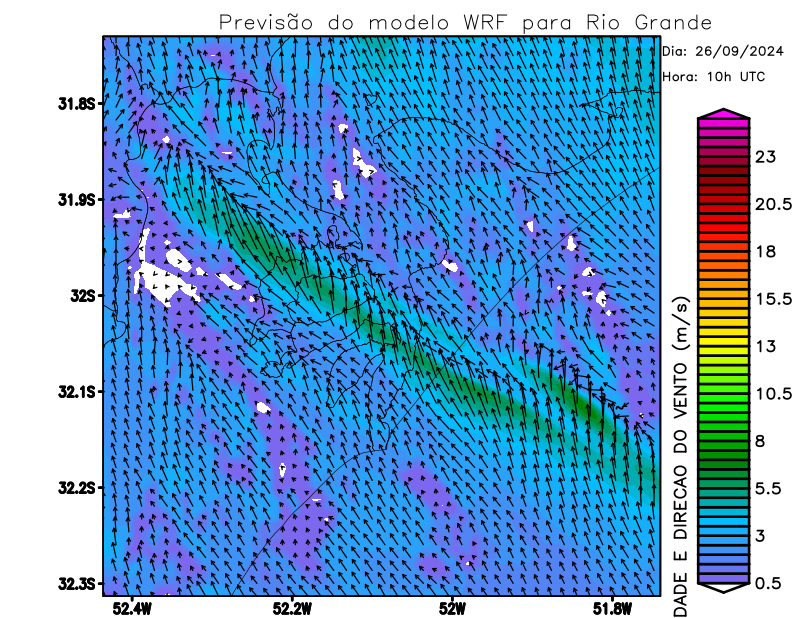 Previsão do modelo WRF para Rio Grande
Dia: 26/09/2024
Hora: 10h UTC
31.8S
31.9S
32S
32.1S
32.2S
32.3S
52.4W
52.2W
52W
51.8W
23
20.5
18
15.5
13
10.5
8
5.5
3
0.5
DADE E DIRECAO DO VENTO (m/s)